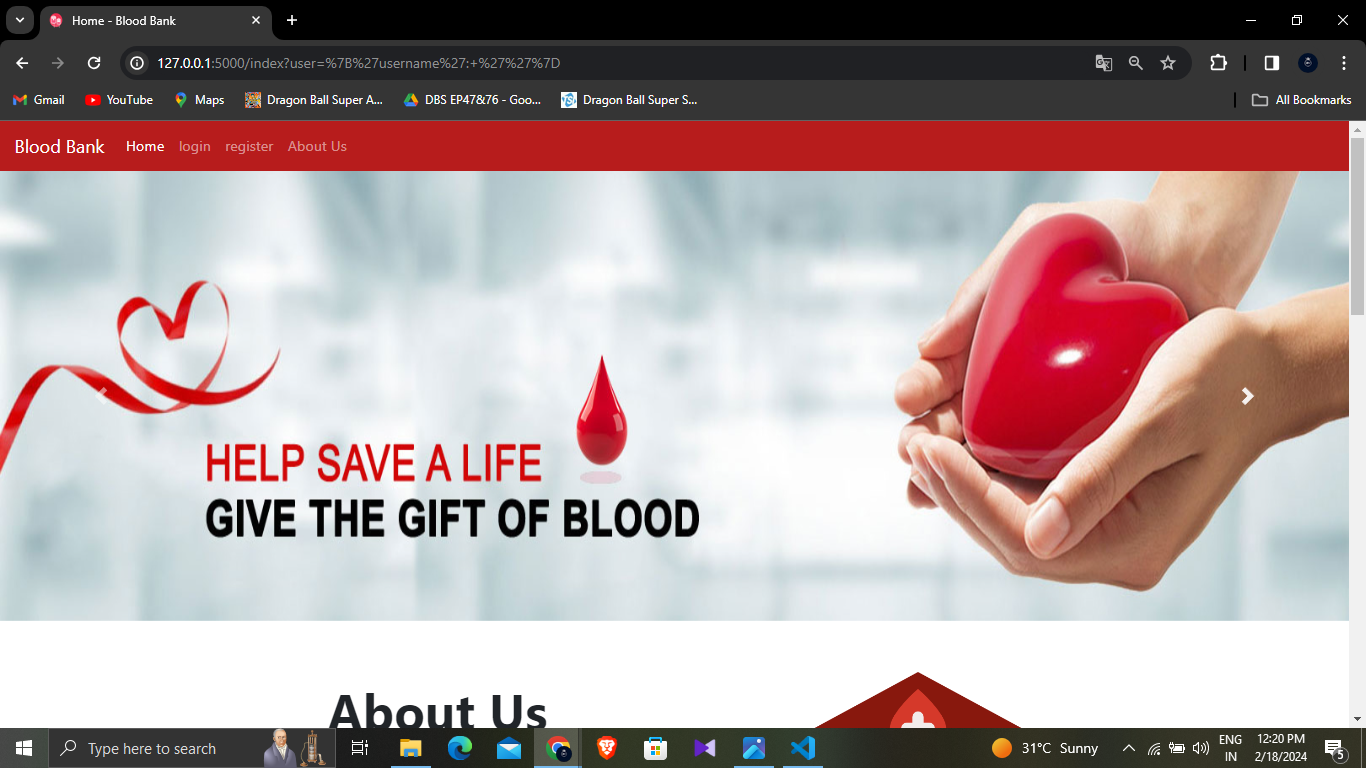 Home - Blood Bank
127.0.0.1:5000/index?user=%7B%27username%27:+%27%27%7D
Gmail YouTube Maps Dragon Ball Super A... DBS EP47&76 - Goo... Dragon Ball Super S... All Bookmarks
Blood Bank Home login register About Us
HELP SAVE A LIFE
GIVE THE GIFT OF BLOOD
About Us
Type here to search
31°C Sunny
ENG
IN
12:20 PM
2/18/2024
5